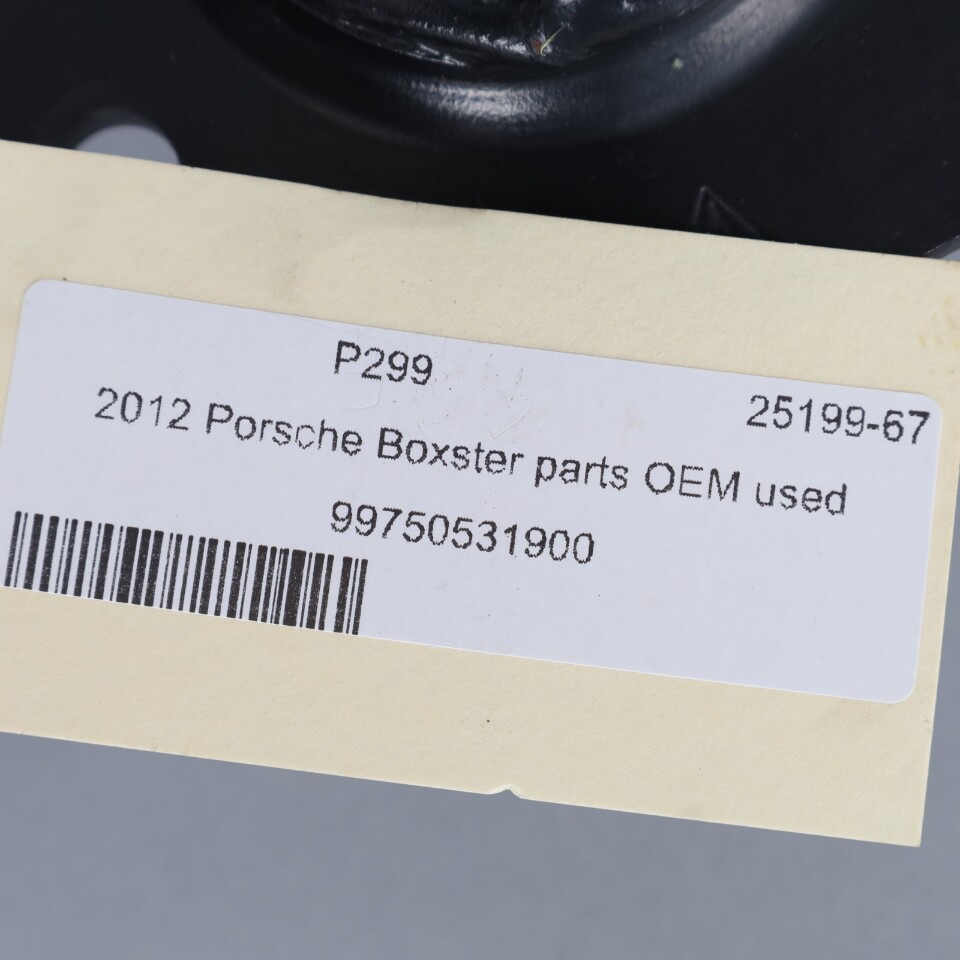 P299
25199-67
2012 Porsche Boxster parts OEM used
99750531900